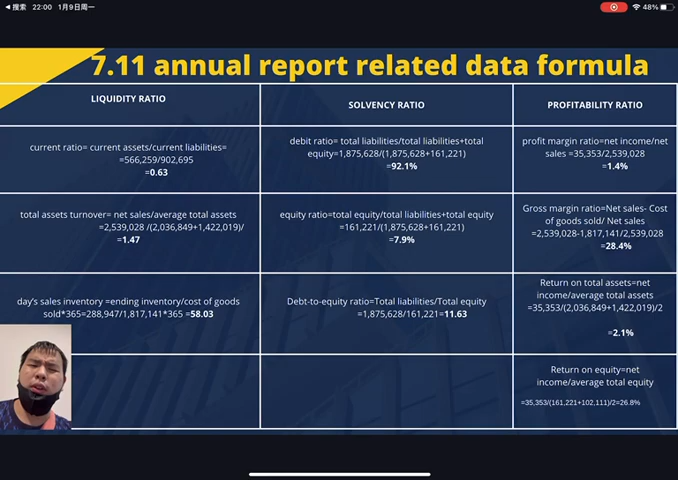 搜索 22:00 1月9日周一
48%
7.11 annual report related data formula
LIQUIDITY RATIO
SOLVENCY RATIO
PROFITABILITY RATIO
current ratio= current assets/current liabilities=
=566,259/902,695
=0.63
debit ratio= total liabilities/total liabilities+total
equity=1,875,628/(1,875,628+161,221)
=92.1%
profit margin ratio=net income/net
sales =35,353/2,539,028
=1.4%
total assets turnover= net sales/average total assets
=2,539,028 /(2,036,849+1,422,019)/
=1.47
equity ratio=total equity/total liabilities+total equity
=161,221/(1,875,628+161,221)
=7.9%
Gross margin ratio=Net sales- Cost
of goods sold/ Net sales
=2,539,028-1,817,141/2,539,028
=28.4%
day's sales inventory =ending inventory/cost of goods
sold*365=288,947/1,817,141*365 =58.03
Debt-to-equity ratio=Total liabilities/Total equity
=1,875,628/161,221=11.63
Return on total assets=net
income/average total assets
=35,353/(2,036,849+1,422,019)/2
=2.1%
Return on equity=net
income/average total equity
=35,353/(161,221+102,111)/2=26.8%